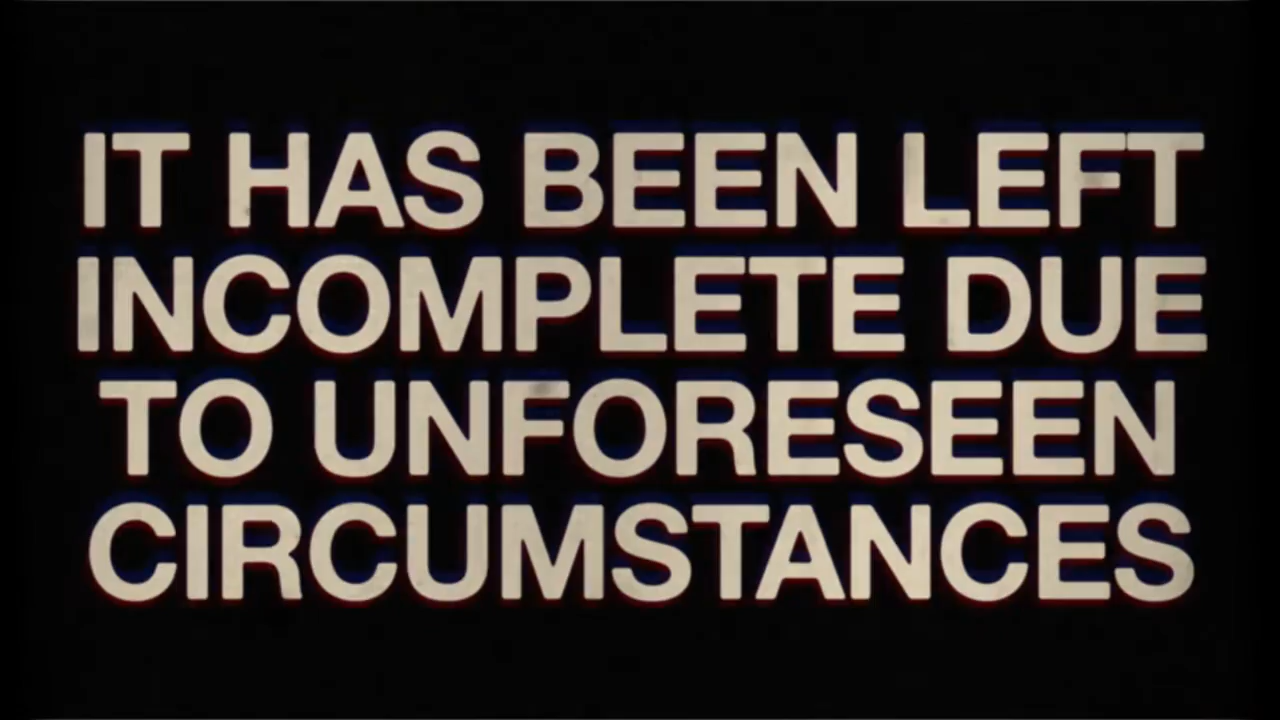 IT HAS BEEN LEFT
INCOMPLETE DUE
TO UNFORESEEN
CIRCUMSTANCES